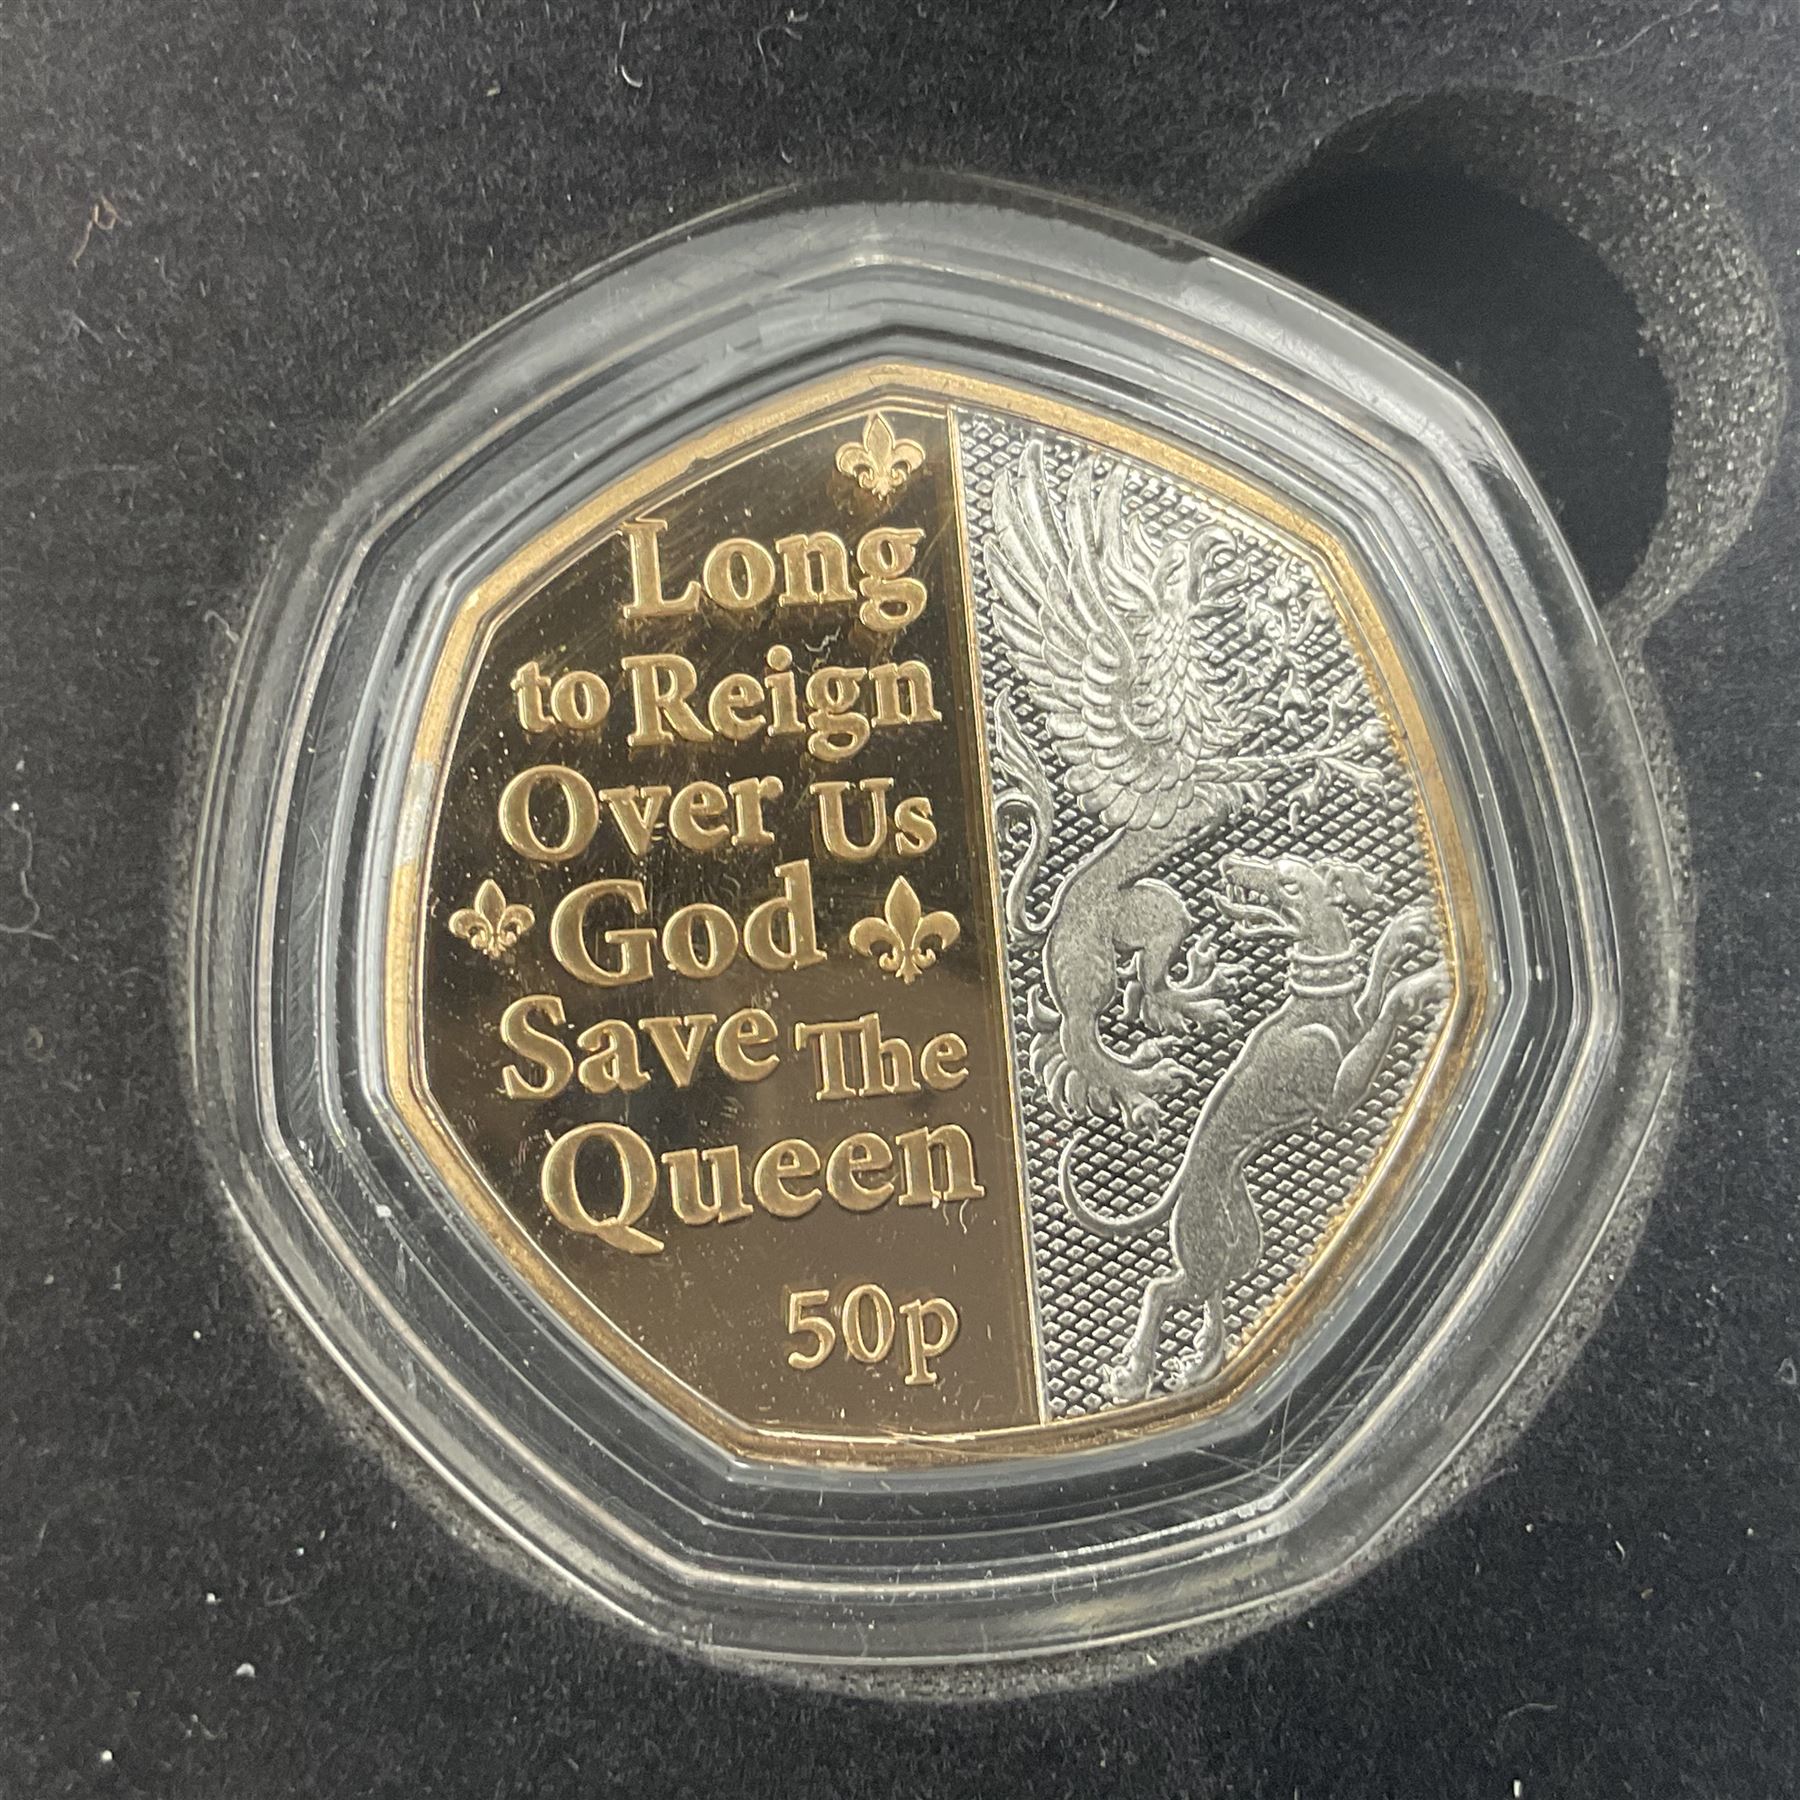 Long
to Reign
Over Us
God
Save The
Queen
50p